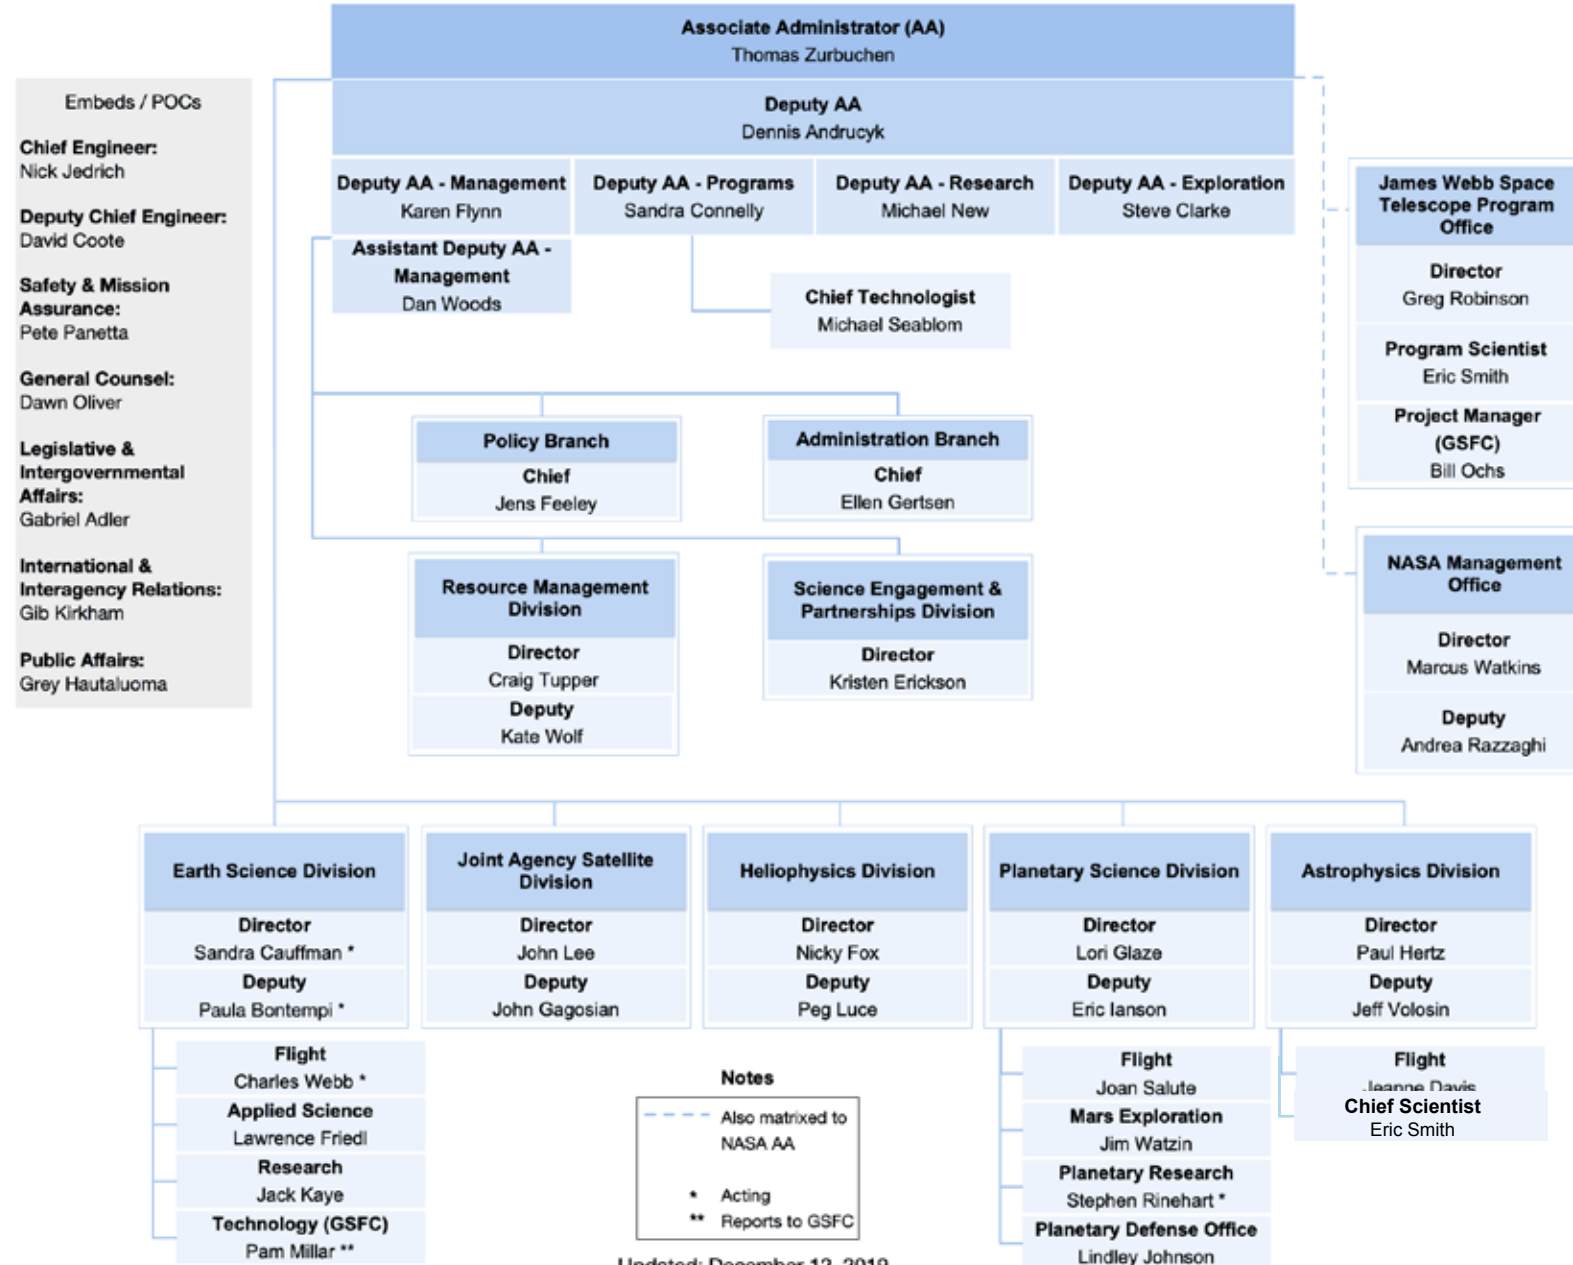 Associate Administrator (AA)
Thomas Zurbuchen
Deputy AA
Dennis Andrucyk
Deputy AA - Management
Karen Flynn
Deputy AA - Programs
Sandra Connelly
Deputy AA - Research
Michael New
Deputy AA - Exploration
Steve Clarke
Assistant Deputy AA -
Management
Dan Woods
Chief Technologist
Michael Seablom
Embeds / POCs
Chief Engineer:
Nick Jedrich
Deputy Chief Engineer:
David Coote
Safety & Mission
Assurance:
Pete Panetta
General Counsel:
Dawn Oliver
Legislative &
Intergovernmental
Affairs:
Gabriel Adler
International &
Interagency Relations:
Gib Kirkham
Public Affairs:
Grey Hautaluoma
James Webb Space
Telescope Program
Office
Director
Greg Robinson
Program Scientist
Eric Smith
Project Manager
(GSFC)
Bill Ochs
NASA Management
Office
Director
Marcus Watkins
Deputy
Andrea Razzaghi
Policy Branch
Chief
Jens Feeley
Administration Branch
Chief
Ellen Gertsen
Resource Management
Division
Director
Craig Tupper
Deputy
Kate Wolf
Science Engagement &
Partnerships Division
Director
Kristen Erickson
Earth Science Division
Director
Sandra Cauffman *
Deputy
Paula Bontempi *
Flight
Charles Webb *
Applied Science
Lawrence Friedl
Research
Jack Kaye
Technology (GSFC)
Pam Millar **
Joint Agency Satellite
Division
Director
John Lee
Deputy
John Gagosian
Heliophysics Division
Director
Nicky Fox
Deputy
Peg Luce
Planetary Science Division
Director
Lori Glaze
Deputy
Eric Ianson
Flight
Joan Salute
Mars Exploration
Jim Watzin
Planetary Research
Stephen Rinehart *
Planetary Defense Office
Lindley Johnson
Astrophysics Division
Director
Paul Hertz
Deputy
Jeff Volosin
Flight
Jeanne Davis
Chief Scientist
Eric Smith
Notes
Also matrixed to
NASA AA
* Acting
** Reports to GSFC
Updated: December 12, 2019